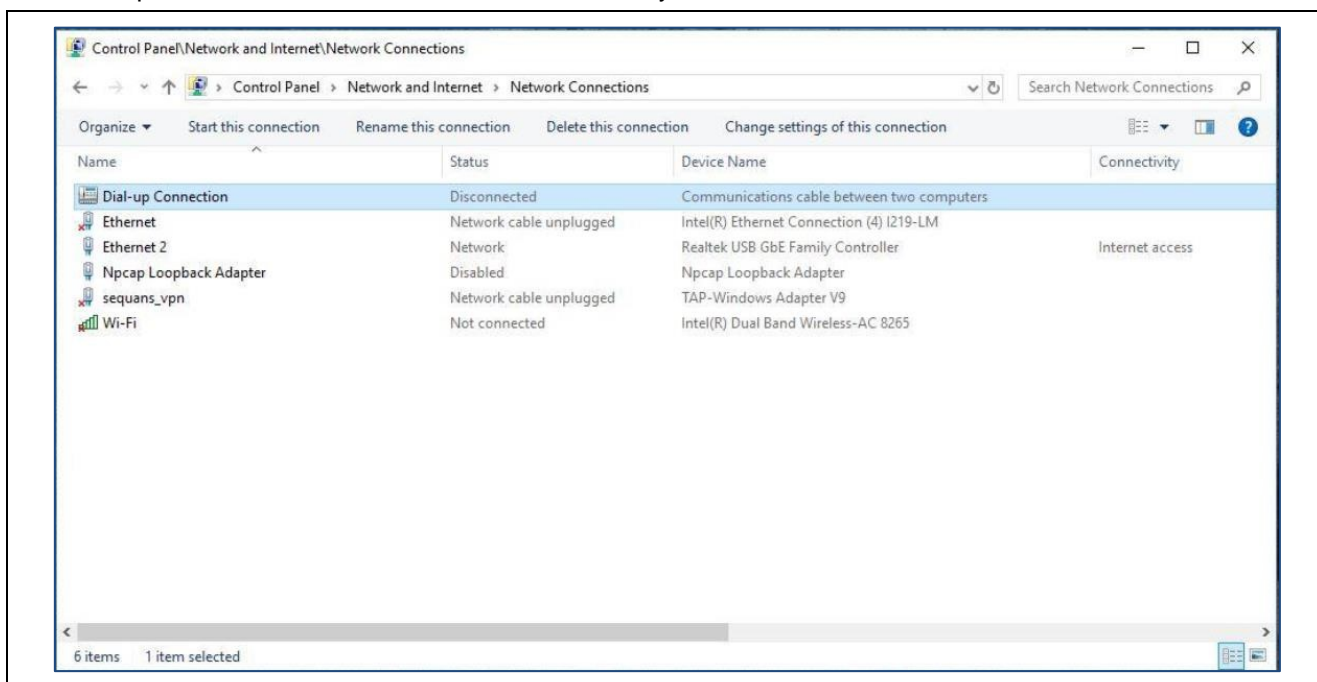 Control Panel\Network and Internet\Network Connections
Control Panel > Network and Internet > Network Connections Search Network Connections
Organize Start this connection Rename this connection Delete this connection Change settings of this connection
Name Status Device Name Connectivity
Dial-up Connection Disconnected Communications cable between two computers
Ethernet Network cable unplugged Intel(R) Ethernet Connection (4) I219-LM
Ethernet 2 Network Realtek USB GbE Family Controller Internet access
Npcap Loopback Adapter Disabled Npcap Loopback Adapter
sequans_vpn Network cable unplugged TAP-Windows Adapter V9
Wi-Fi Not connected Intel(R) Dual Band Wireless-AC 8265
6 items 1 item selected